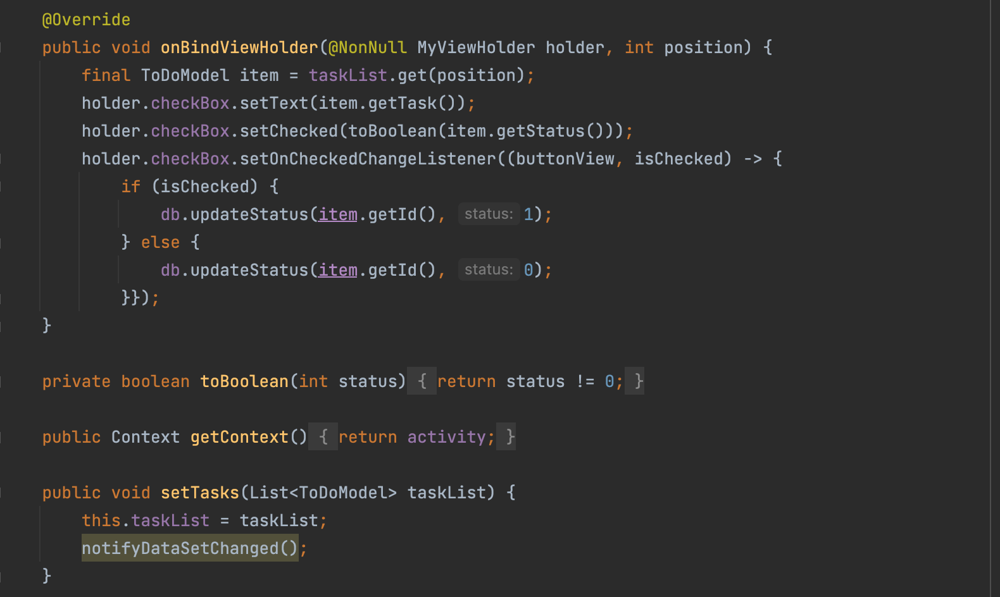 @Override
public void onBindViewHolder(@NonNull MyViewHolder holder, int position) {
final ToDoModel item = taskList.get(position);
holder.checkBox.setText(item.getTask());
holder.checkBox.setChecked(toBoolean(item.getStatus()));
holder.checkBox.setOnCheckedChangeListener((buttonView, isChecked) -> {
if (isChecked) {
db.updateStatus(item.getId(), status: 1);
} else {
db.updateStatus(item.getId(), status: 0);
}});
}
private boolean toBoolean(int status) { return status != 0; }
public Context getContext() { return activity; }
public void setTasks(List<ToDoModel> taskList) {
this.taskList = taskList;
notifyDataSetChanged();
}